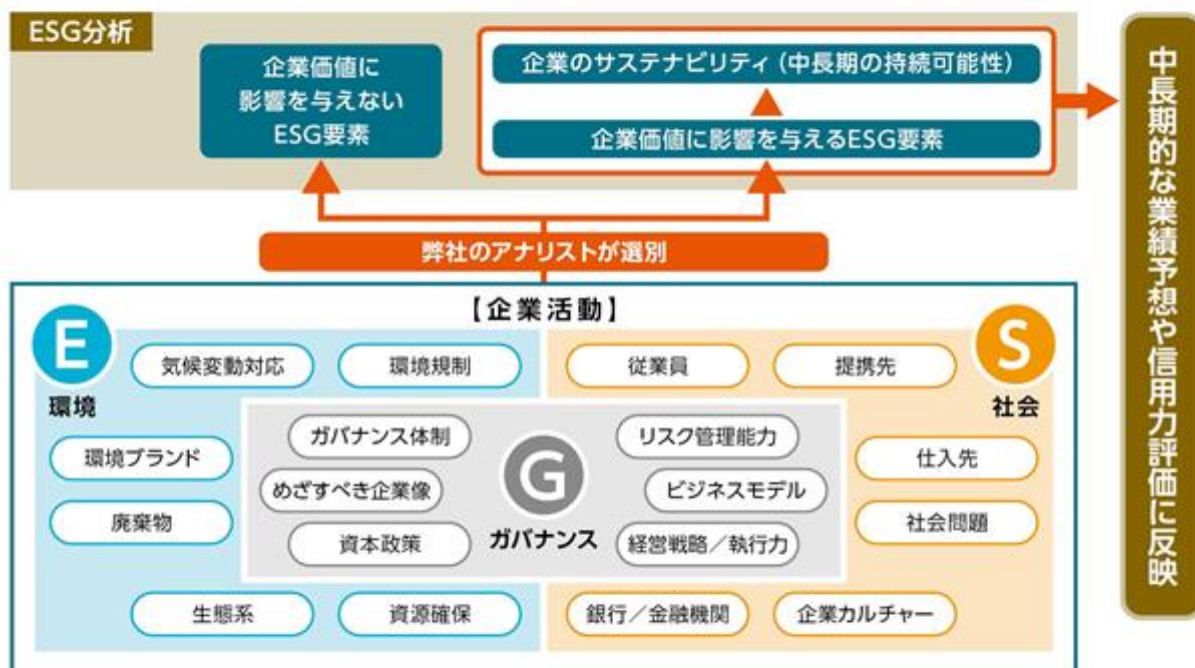 ESG分析
企業価値に
影響を与えない
ESG要素
企業のサステナビリティ（中長期の持続可能性）
企業価値に影響を与えるESG要素
中長期的な業績予想や信用力評価に反映
弊社のアナリストが選別
【企業活動】
E
環境
S
社会
気候変動対応
環境規制
従業員
提携先
環境ブランド
廃棄物
ガバナンス体制
めざすべき企業像
資本政策
G
ガバナンス
リスク管理能力
ビジネスモデル
経営戦略／執行力
仕入先
社会問題
生態系
資源確保
銀行／金融機関
企業カルチャー